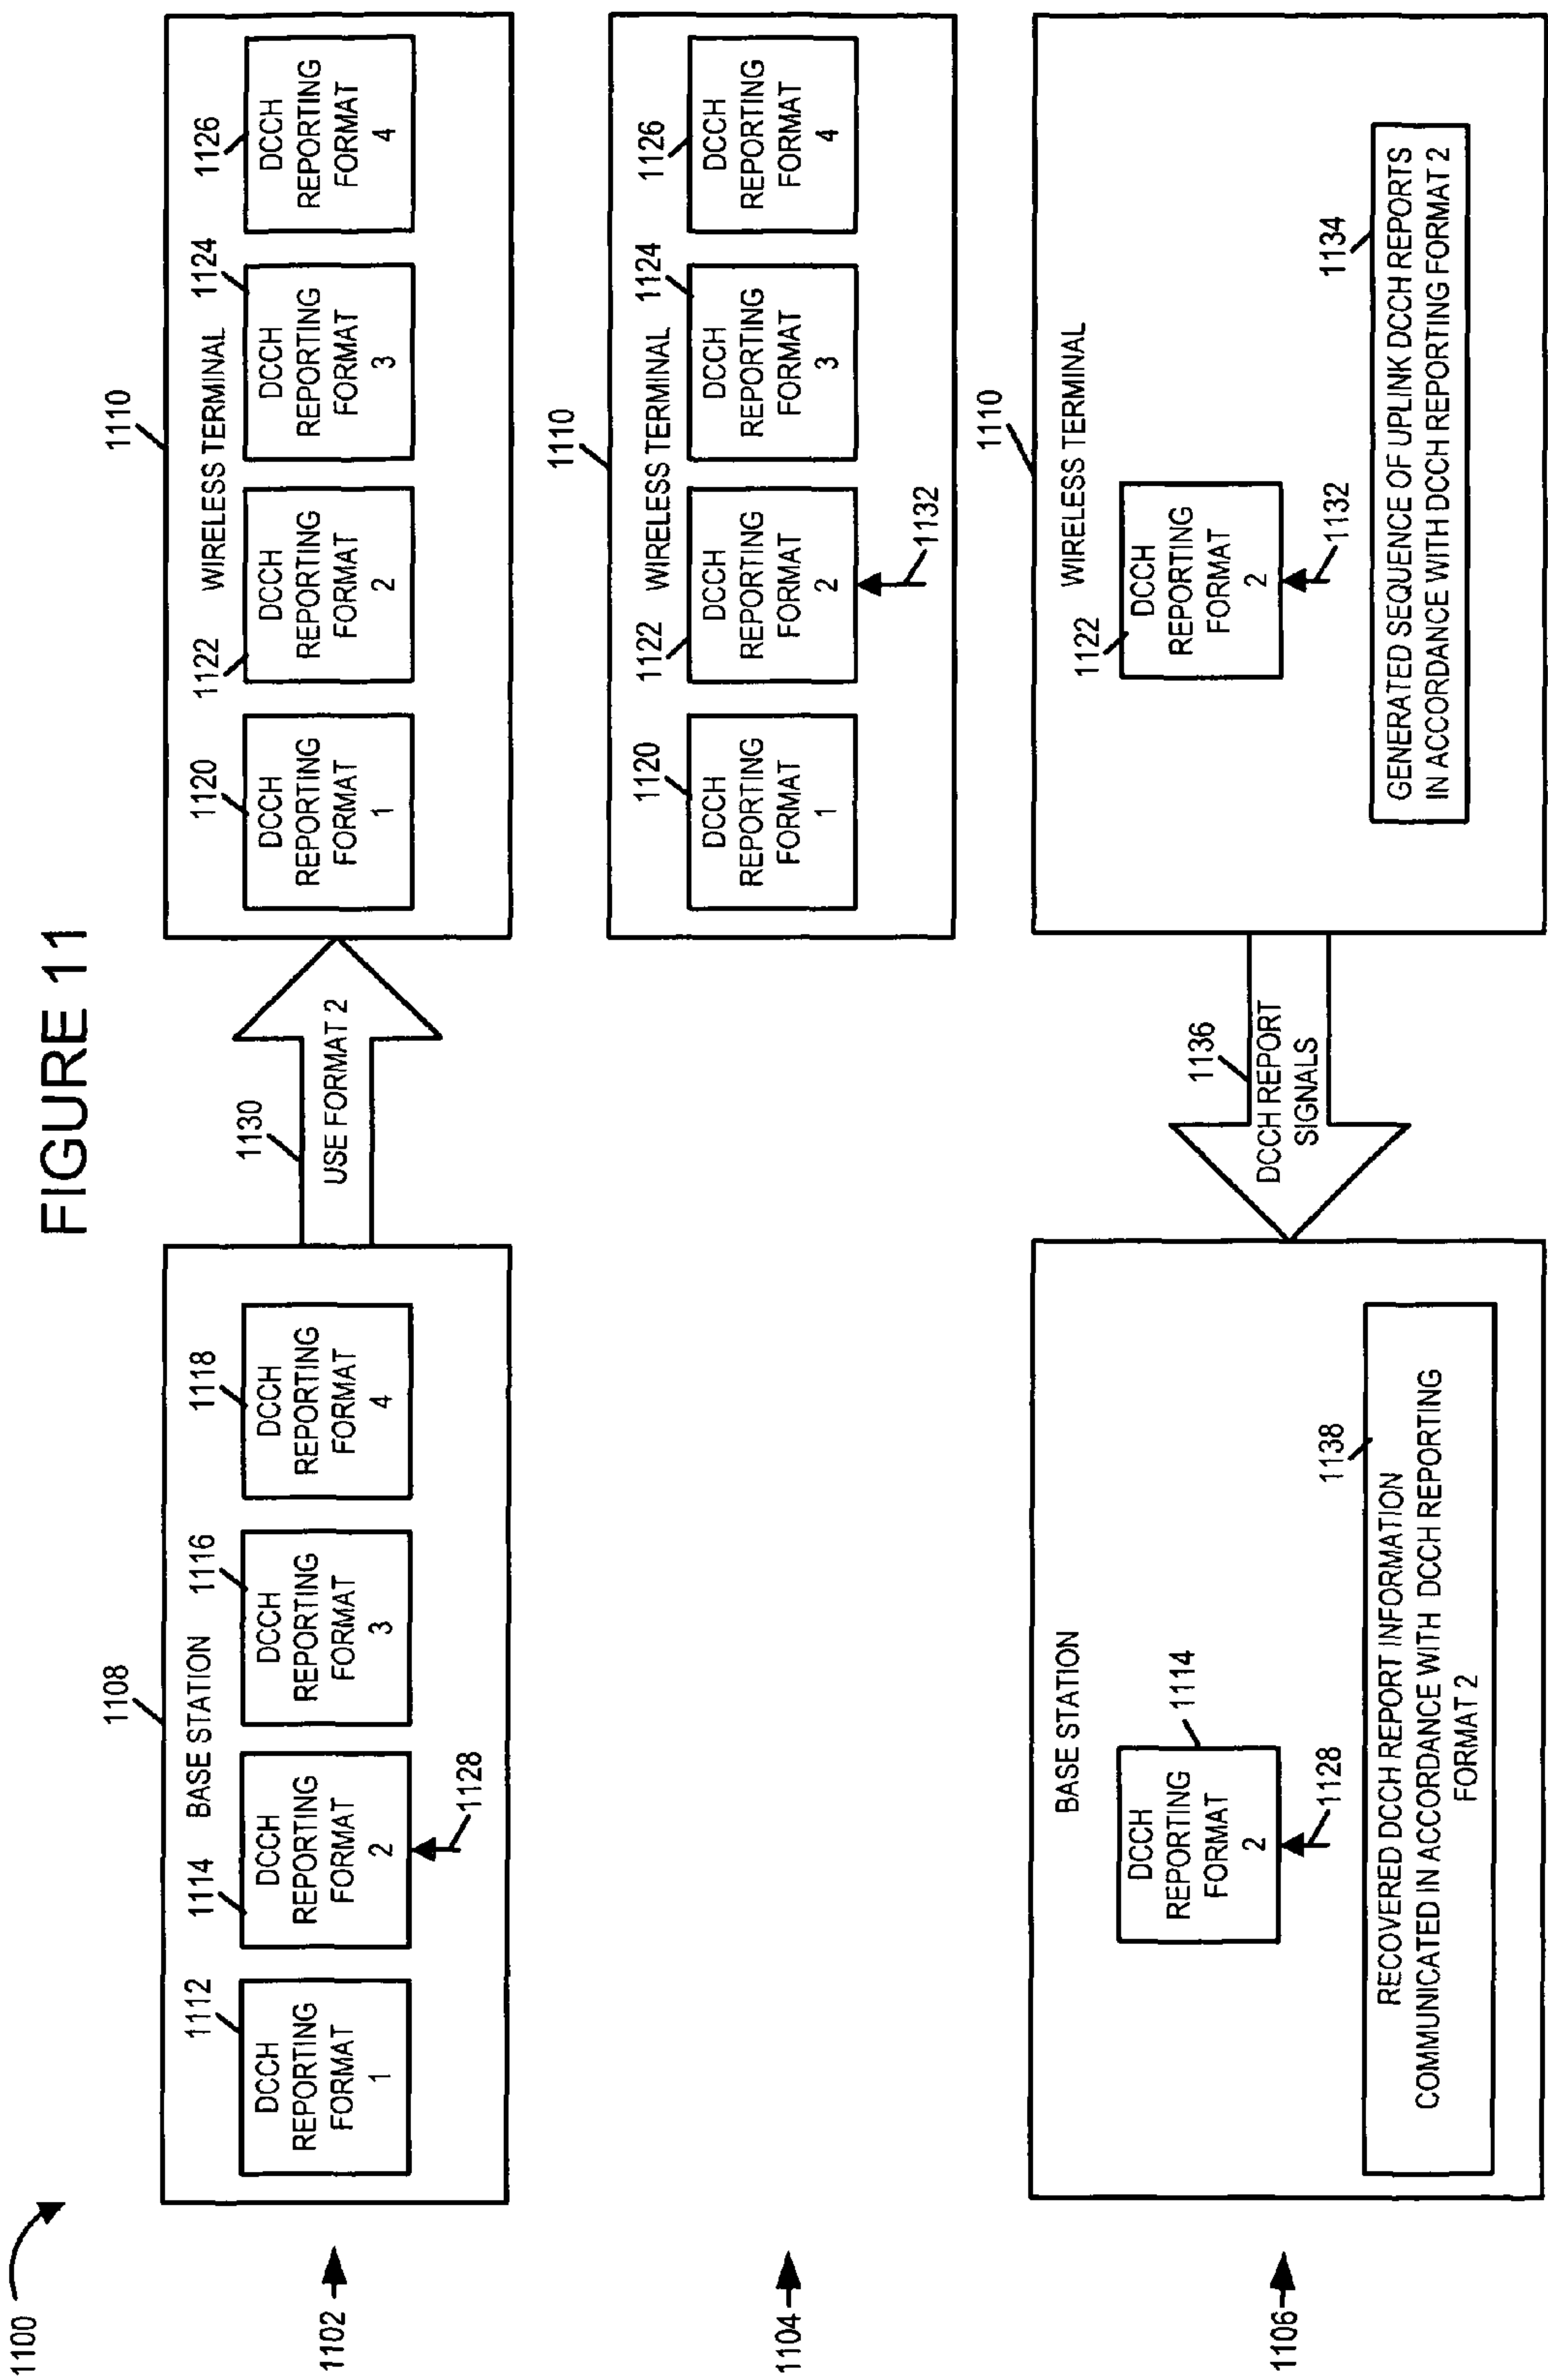 FIGURE 11
1100
1102
1108
BASE STATION
1112
DCCH
REPORTING
FORMAT
1
1114
DCCH
REPORTING
FORMAT
2
1128
1116
DCCH
REPORTING
FORMAT
3
1118
DCCH
REPORTING
FORMAT
4
1130
USE FORMAT 2
1110
WIRELESS TERMINAL
1120
DCCH
REPORTING
FORMAT
1
1122
DCCH
REPORTING
FORMAT
2
1124
DCCH
REPORTING
FORMAT
3
1126
DCCH
REPORTING
FORMAT
4
1104
1110
WIRELESS TERMINAL
1120
DCCH
REPORTING
FORMAT
1
1122
DCCH
REPORTING
FORMAT
2
1132
1124
DCCH
REPORTING
FORMAT
3
1126
DCCH
REPORTING
FORMAT
4
1106
BASE STATION
1114
DCCH
REPORTING
FORMAT
2
1128
1138
RECOVERED DCCH REPORT INFORMATION
COMMUNICATED IN ACCORDANCE WITH DCCH REPORTING
FORMAT 2
1136
DCCH REPORT
SIGNALS
1110
WIRELESS TERMINAL
1122
DCCH
REPORTING
FORMAT
2
1132
1134
GENERATED SEQUENCE OF UPLINK DCCH REPORTS
IN ACCORDANCE WITH DCCH REPORTING FORMAT 2